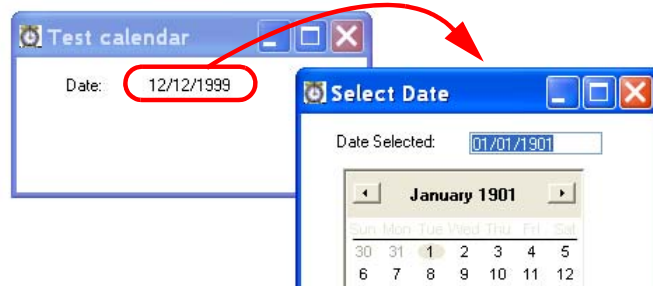 Test calendar
Date: 12/12/1999
Select Date
Date Selected: 01/01/1901
January 1901
Sun Mon Tue Wed Thu Fri Sat
30 31 1 2 3 4 5
6 7 8 9 10 11 12